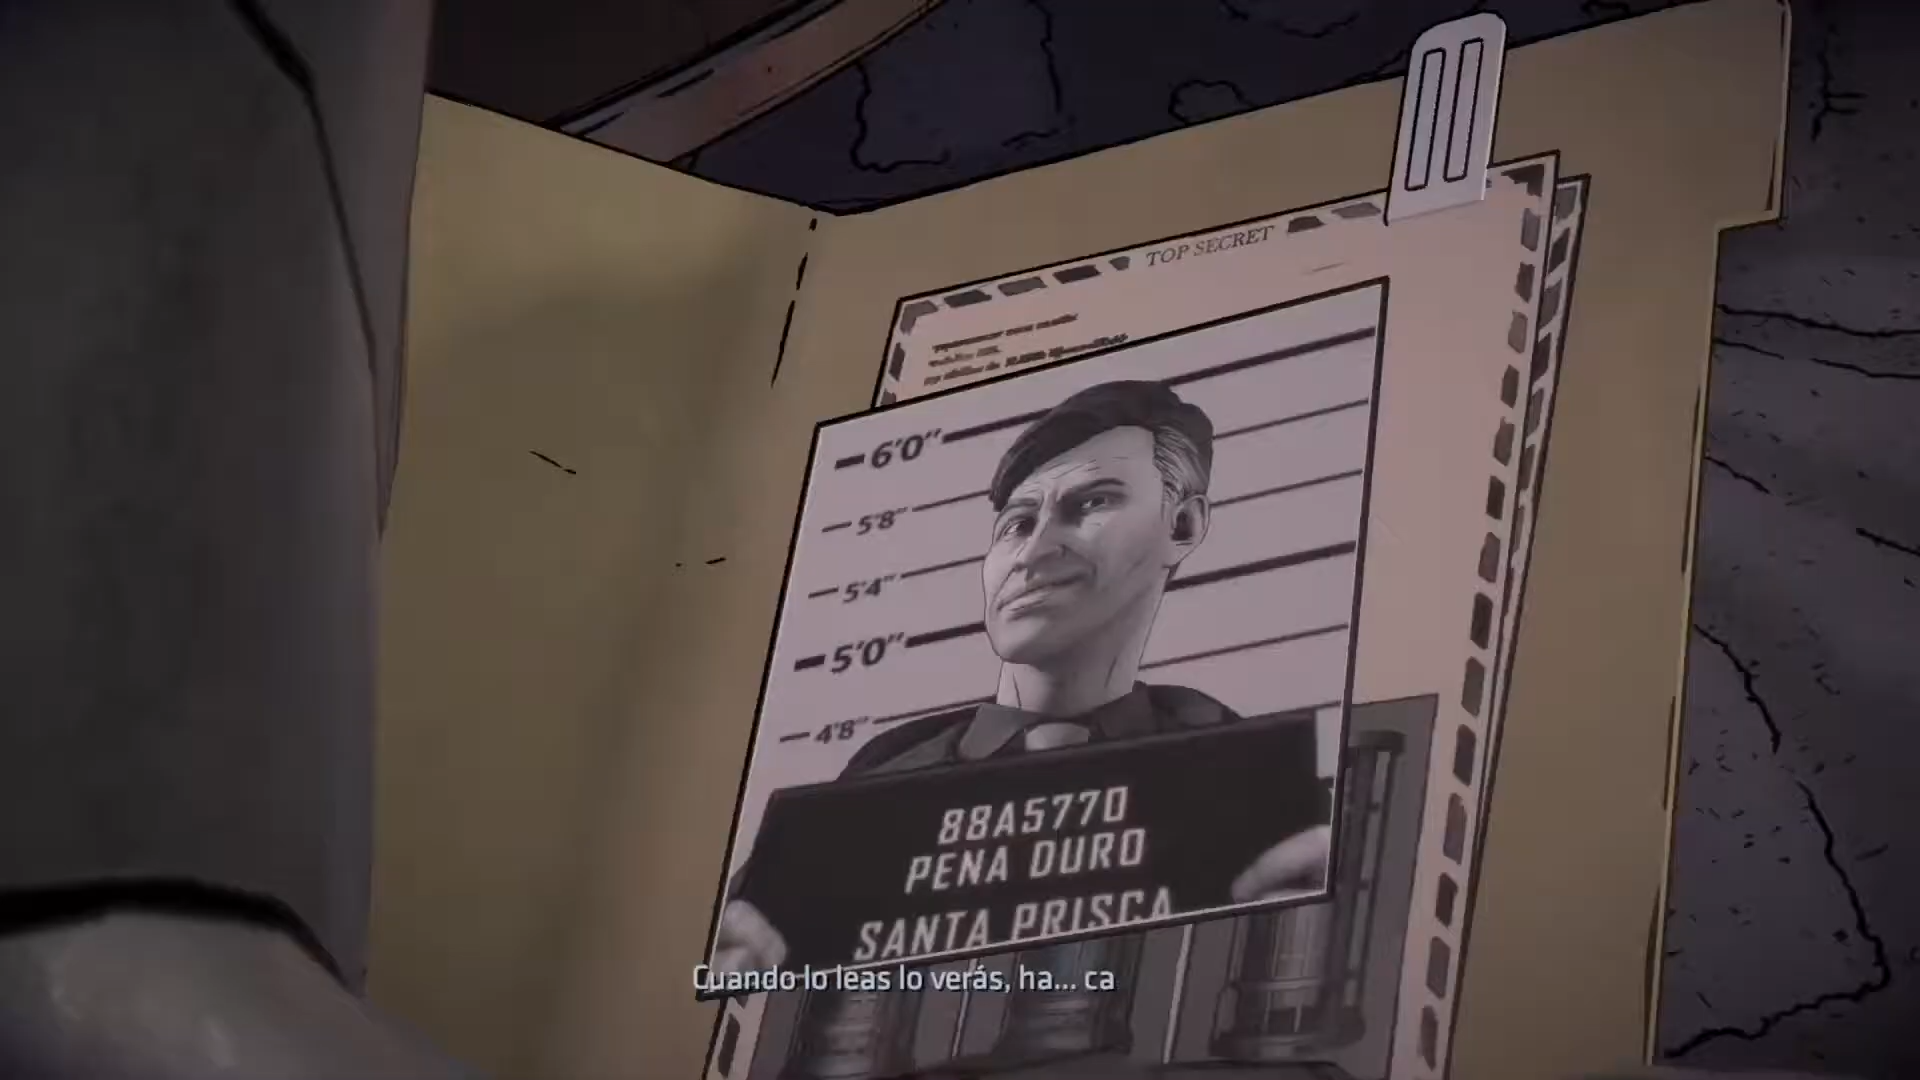 TOP SECRET
6'0"
5'8"
5'4"
5'0"
4'8"
88A5770
PENA DURO
SANTA PRISCA
Cuando lo leas lo verás, ha... ca